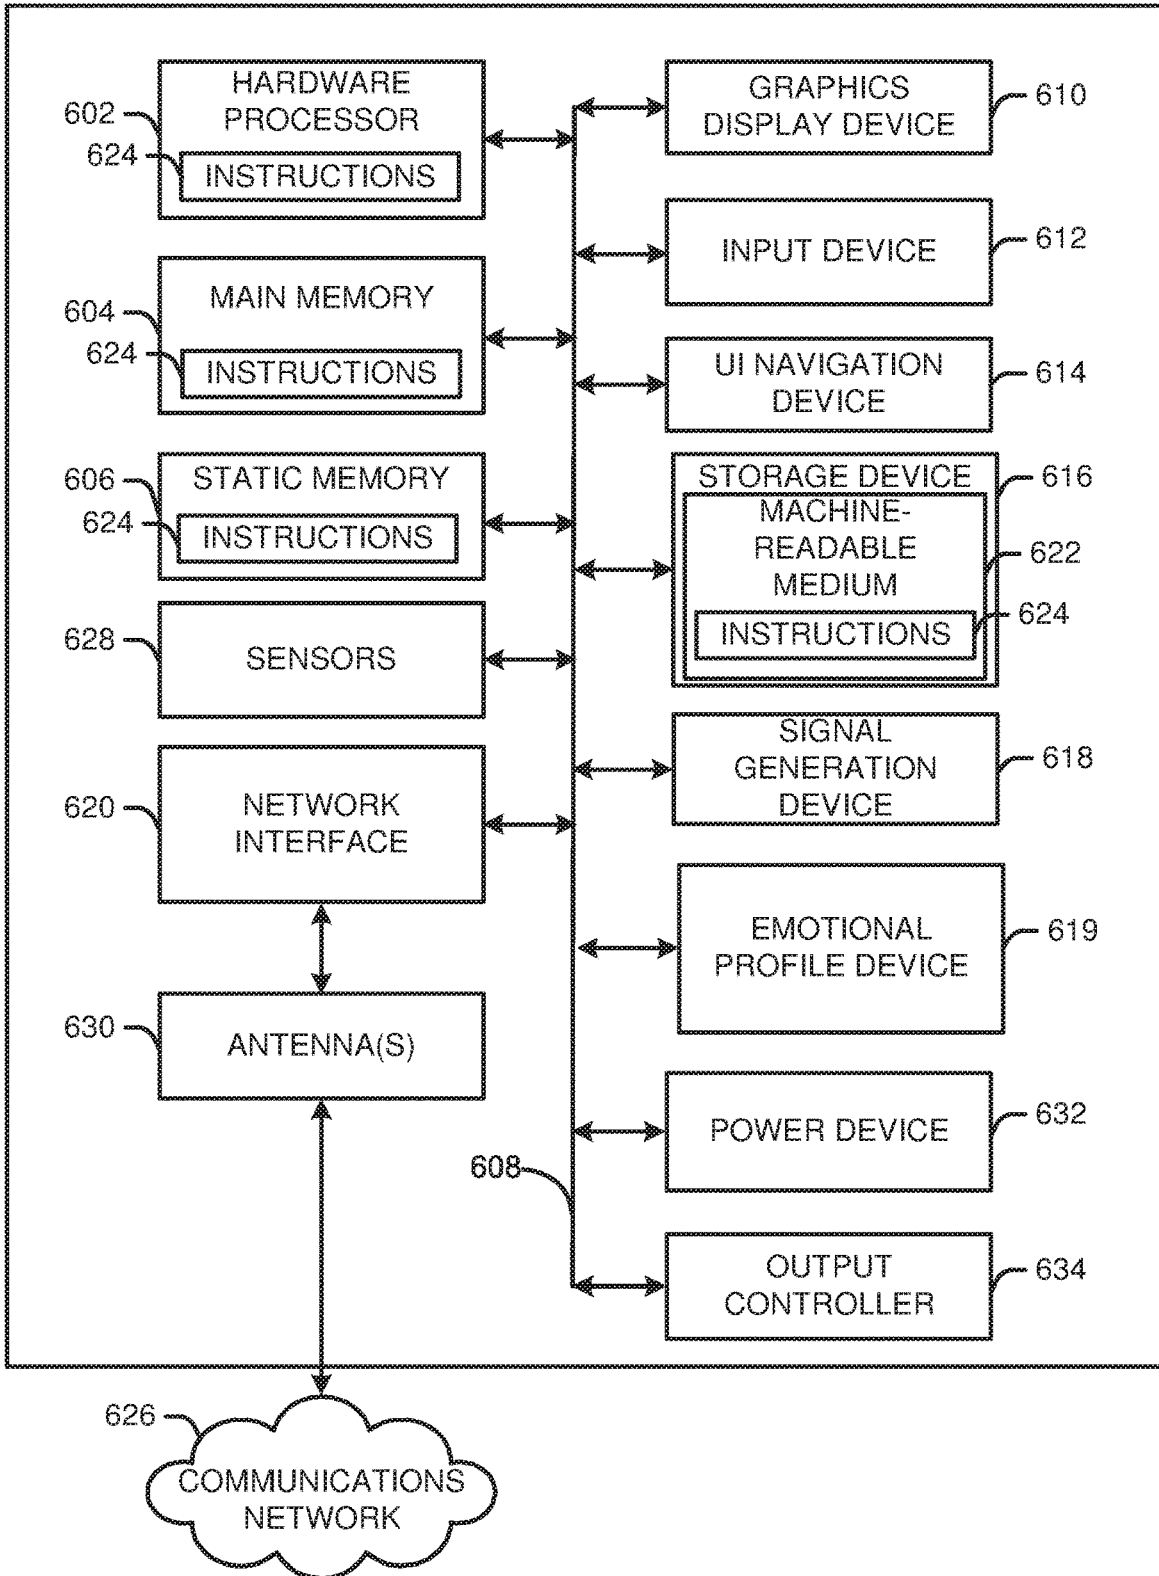 HARDWARE
PROCESSOR
602
624
INSTRUCTIONS
MAIN MEMORY
604
624
INSTRUCTIONS
STATIC MEMORY
606
624
INSTRUCTIONS
628
SENSORS
620
NETWORK
INTERFACE
630
ANTENNA(S)
608
GRAPHICS
DISPLAY DEVICE
610
INPUT DEVICE
612
UI NAVIGATION
DEVICE
614
STORAGE DEVICE
616
MACHINE-
READABLE
MEDIUM
622
INSTRUCTIONS
624
SIGNAL
GENERATION
DEVICE
618
EMOTIONAL
PROFILE DEVICE
619
POWER DEVICE
632
OUTPUT
CONTROLLER
634
626
COMMUNICATIONS
NETWORK